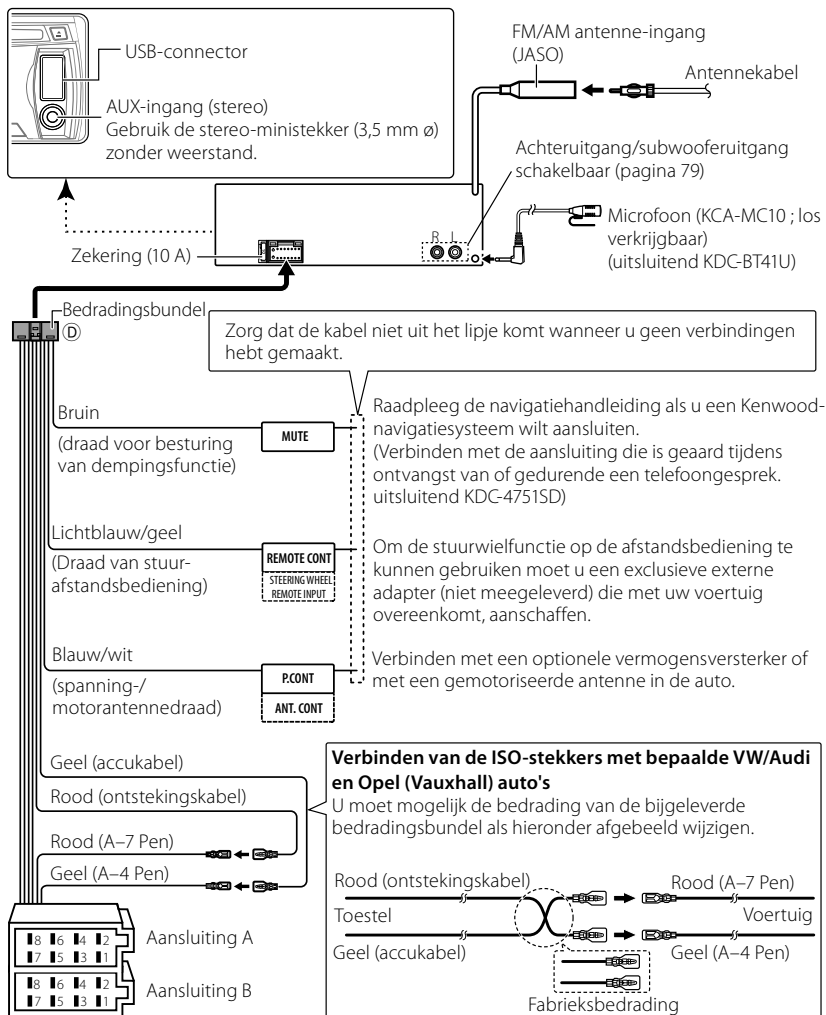 USB-connector
AUX-ingang (stereo)
Gebruik de stereo-ministekker (3,5 mm ø)
zonder weerstand.
FM/AM antenne-ingang
(JASO)
Antennekabel
Achteruitgang/subwooferuitgang
schakelbaar (pagina 79)
R L
Microfoon (KCA-MC10 ; los
verkrijgbaar)
(uitsluitend KDC-BT41U)
Zekering (10 A)
Bedradingsbundel
D
Zorg dat de kabel niet uit het lipje komt wanneer u geen verbindingen
hebt gemaakt.
Bruin
(draad voor besturing
van dempingsfunctie)
MUTE
Raadpleeg de navigatiehandleiding als u een Kenwood-
navigatiesysteem wilt aansluiten.
(Verbinden met de aansluiting die is geaard tijdens
ontvangst van of gedurende een telefoongesprek.
uitsluitend KDC-4751SD)
Lichtblauw/geel
(Draad van stuur-
afstandsbediening)
REMOTE CONT
STEERING WHEEL
REMOTE INPUT
Om de stuurwielfunctie op de afstandsbediening te
kunnen gebruiken moet u een exclusieve externe
adapter (niet meegeleverd) die met uw voertuig
overeenkomt, aanschaffen.
Blauw/wit
(spanning-/
motorantennedraad)
P.CONT
ANT. CONT
Verbinden met een optionele vermogensversterker of
met een gemotoriseerde antenne in de auto.
Geel (accukabel)
Rood (ontstekingskabel)
Rood (A–7 Pen)
Geel (A–4 Pen)
8 6 4 2
7 5 3 1
Aansluiting A
8 6 4 2
7 5 3 1
Aansluiting B
Verbinden van de ISO-stekkers met bepaalde VW/Audi
en Opel (Vauxhall) auto's
U moet mogelijk de bedrading van de bijgeleverde
bedradingsbundel als hieronder afgebeeld wijzigen.
Rood (ontstekingskabel)
Rood (A–7 Pen)
Toestel
Voertuig
Geel (accukabel)
Geel (A–4 Pen)
Fabrieksbedrading